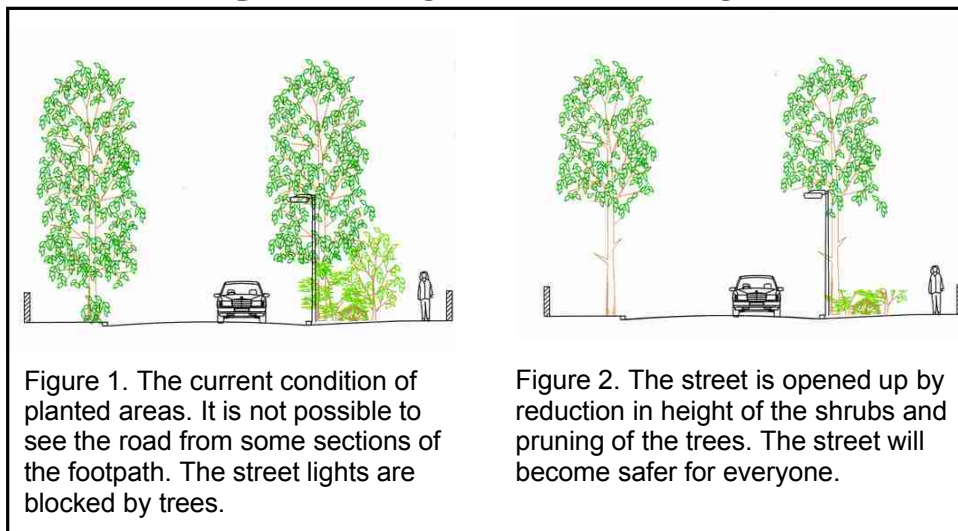 Figure 1. The current condition of
planted areas. It is not possible to
see the road from some sections of
the footpath. The street lights are
blocked by trees.
Figure 2. The street is opened up by
reduction in height of the shrubs and
pruning of the trees. The street will
become safer for everyone.